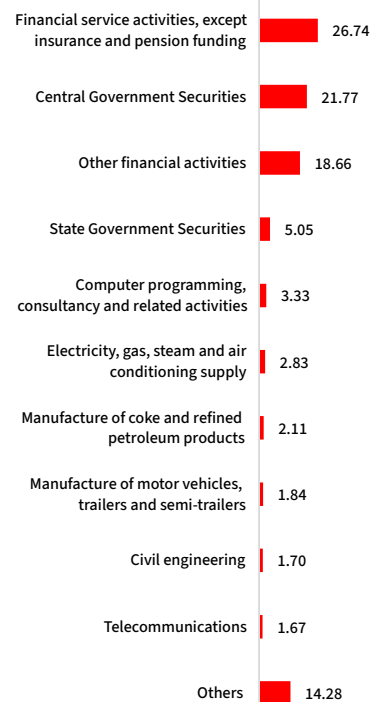 Financial service activities, except
insurance and pension funding
26.74
Central Government Securities
21.77
Other financial activities
18.66
State Government Securities
5.05
Computer programming,
consultancy and related activities
3.33
Electricity, gas, steam and air
conditioning supply
2.83
Manufacture of coke and refined
petroleum products
2.11
Manufacture of motor vehicles,
trailers and semi-trailers
1.84
Civil engineering
1.70
Telecommunications
1.67
Others
14.28